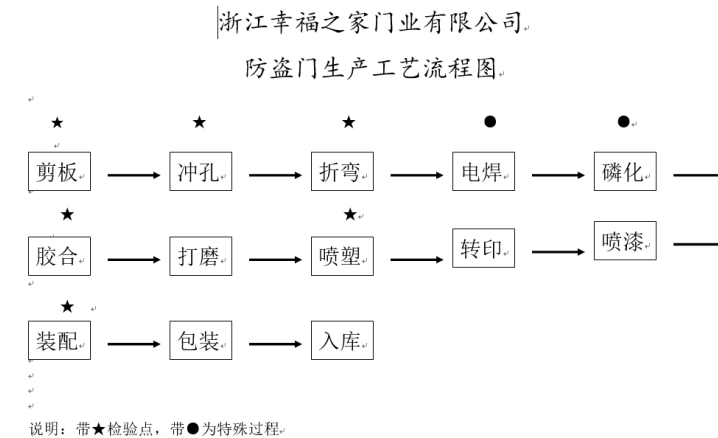 浙江幸福之家门业有限公司
防盗门生产工艺流程图
★ ★ ★ ● ●
剪板 冲孔 折弯 电焊 磷化
★ ★
胶合 打磨 喷塑 转印 喷漆
★
装配 包装 入库
说明：带★检验点，带●为特殊过程